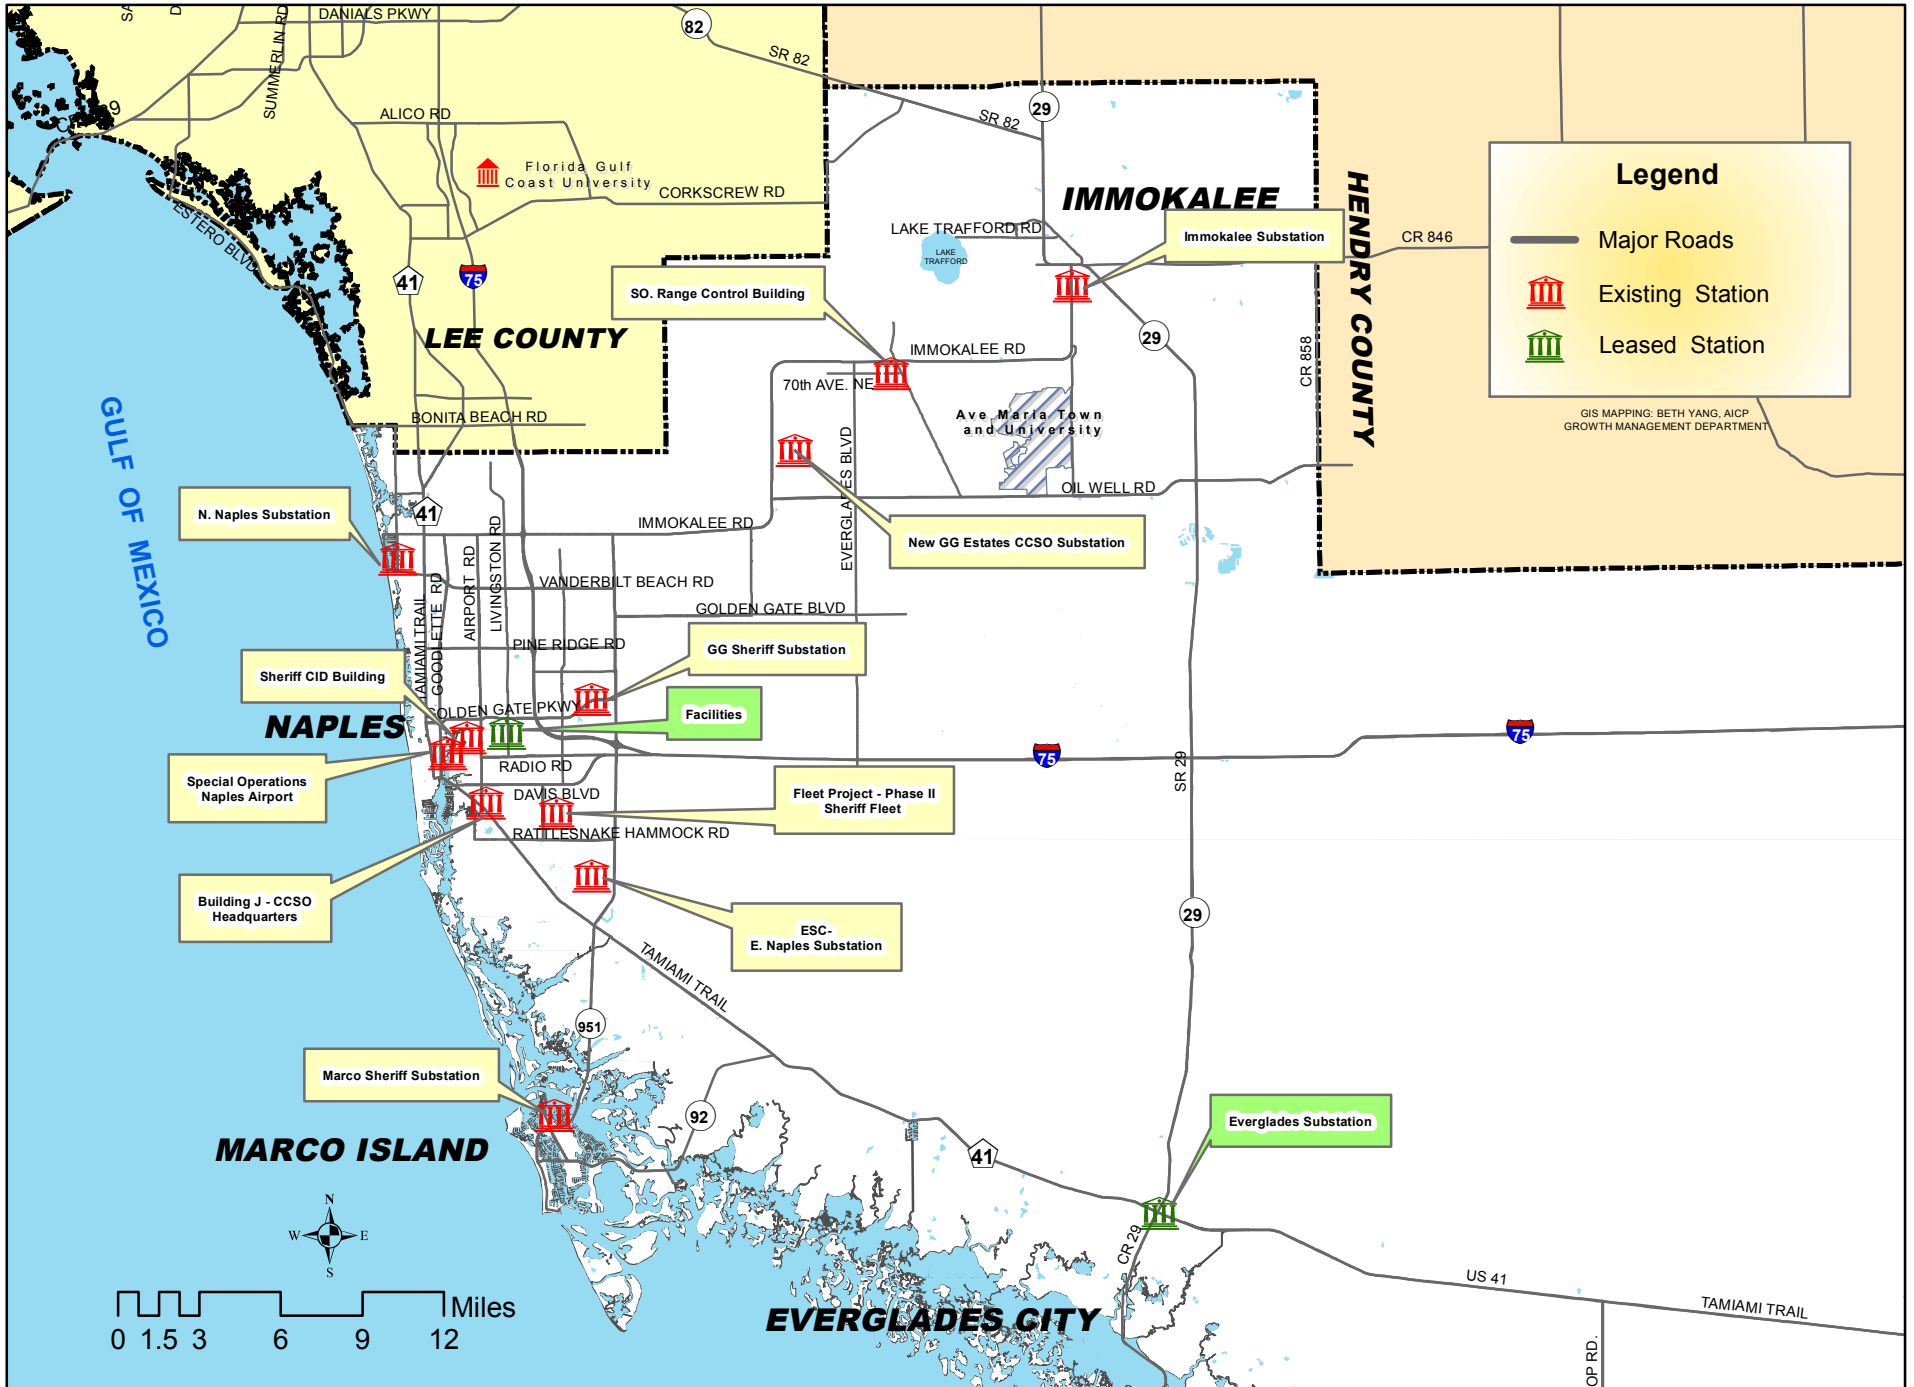 SA
D
DANIALS PKWY
SUMMERLIN RD
82
SR 82
ALICO RD
29
SR 82
Florida Gulf
Coast University
CORKSCREW RD
ESTERO BLVD
IMMOKALEE
LAKE TRAFFORD RD
LAKE
TRAFFORD
Immokalee Substation
HENDRY COUNTY
CR 846
Legend
Major Roads
Existing Station
Leased Station
GIS MAPPING: BETH YANG, AICP
GROWTH MANAGEMENT DEPARTMENT
41
75
SO. Range Control Building
LEE COUNTY
29
IMMOKALEE RD
CR 858
70th AVE. NE
Ave Maria Town
and University
BONITA BEACH RD
GULF OF MEXICO
EVERGLADES BLVD
OIL WELL RD
N. Naples Substation
41
IMMOKALEE RD
New GG Estates CCSO Substation
LIVINGSTON RD
AIRPORT RD
VANDERBILT BEACH RD
TAMIAMI TRAIL
GOODLETTE RD
GOLDEN GATE BLVD
PINE RIDGE RD
GG Sheriff Substation
Sheriff CID Building
GOLDEN GATE PKWY
Facilities
NAPLES
75
75
SR 29
RADIO RD
Special Operations
Naples Airport
DAVIS BLVD
Fleet Project - Phase II
Sheriff Fleet
RATTLESNAKE HAMMOCK RD
Building J - CCSO
Headquarters
29
ESC-
E. Naples Substation
TAMIAMI TRAIL
951
Marco Sheriff Substation
92
MARCO ISLAND
41
Everglades Substation
N
W E
S
CR 29
US 41
TAMIAMI TRAIL
EVERGLADES CITY
Miles
0 1.5 3 6 9 12
OP RD.